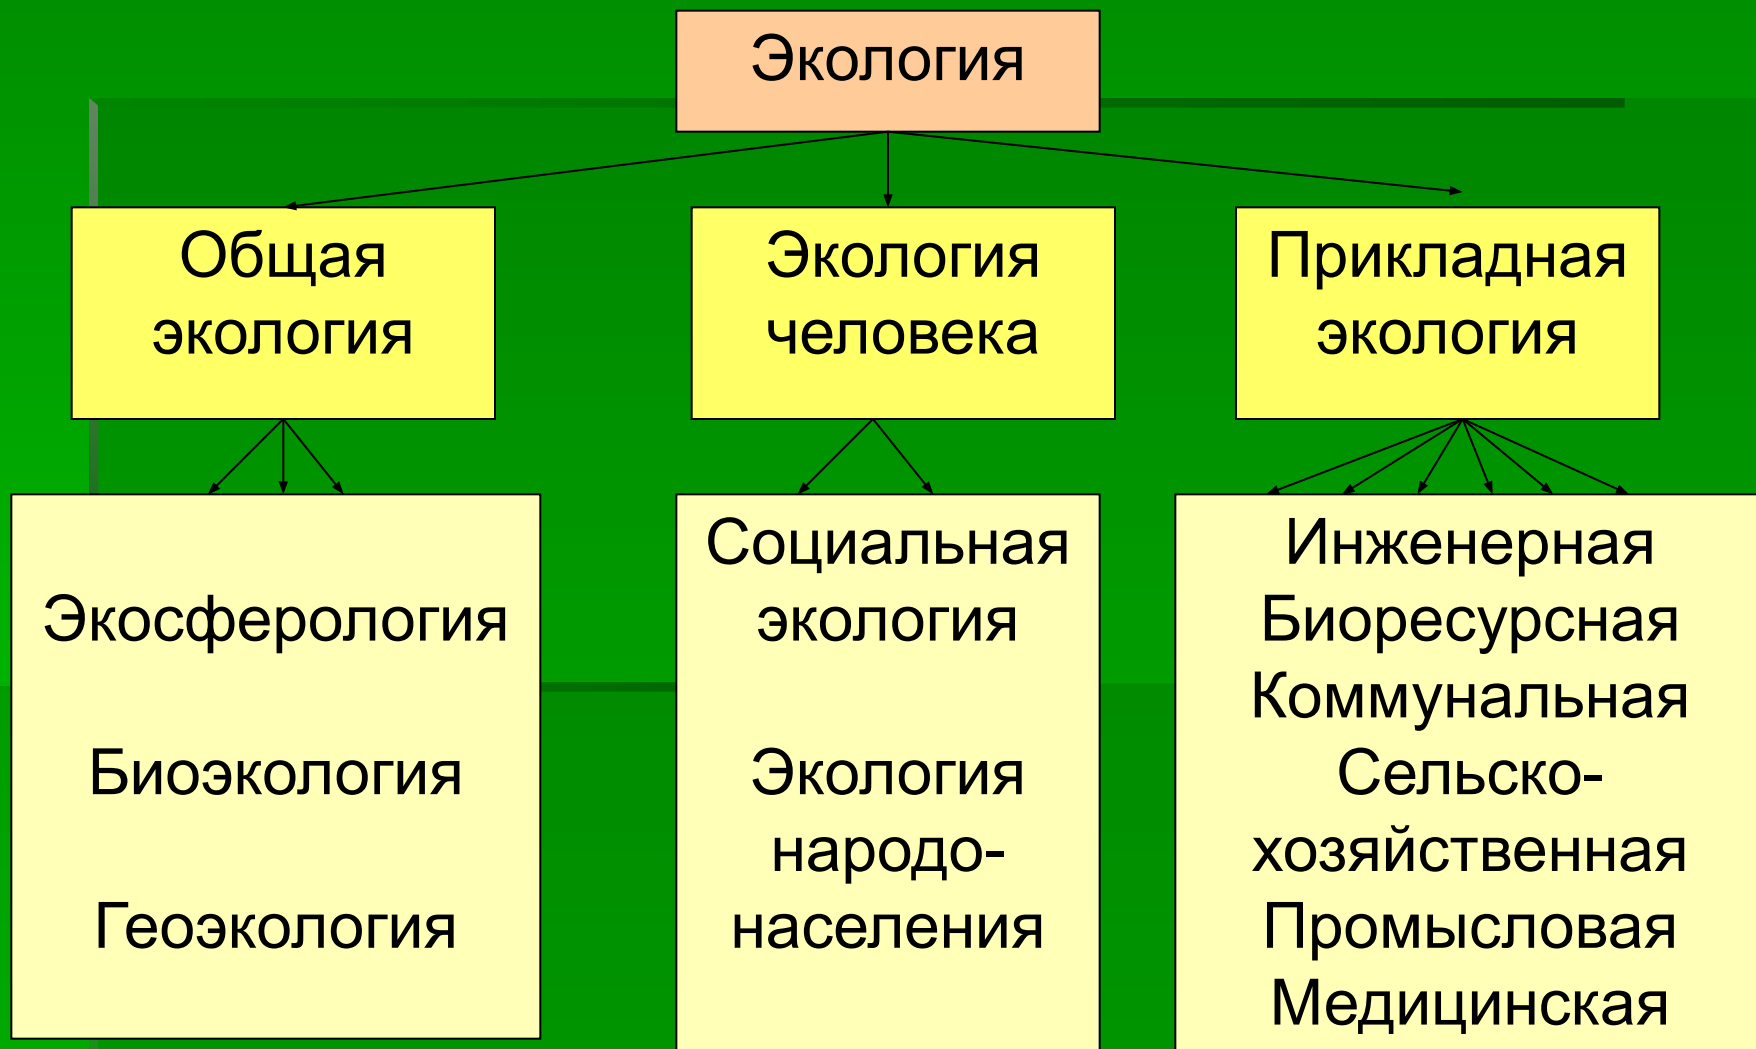 Экология
Общая
экология
Экология
человека
Прикладная
экология
Экосферология
Биоэкология
Геоэкология
Социальная
экология
Экология
народо-
населения
Инженерная
Биоресурсная
Коммунальная
Сельско-
хозяйственная
Промысловая
Медицинская